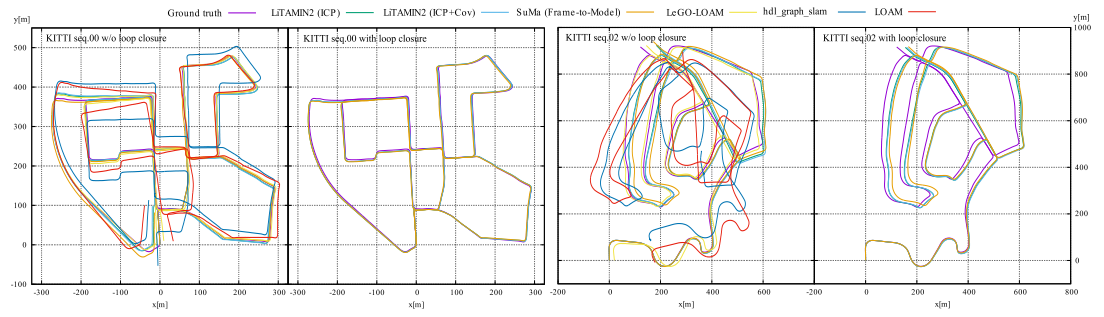 Ground truth LiTAMIN2 (ICP) LiTAMIN2 (ICP+Cov) SuMa (Frame-to-Model) LeGO-LOAM hdl_graph_slam LOAM
y[m]
KITTI seq.00 w/o loop closure
500
400
300
200
100
0
-100
-300 -200 -100 0 100 200 300
x[m]
KITTI seq.00 with loop closure
-300 -200 -100 0 100 200 300
x[m]
KITTI seq.02 w/o loop closure
-200 0 200 400 600
x[m]
KITTI seq.02 with loop closure
-200 0 200 400 600 800
x[m]
y[m]
1000
800
600
400
200
0